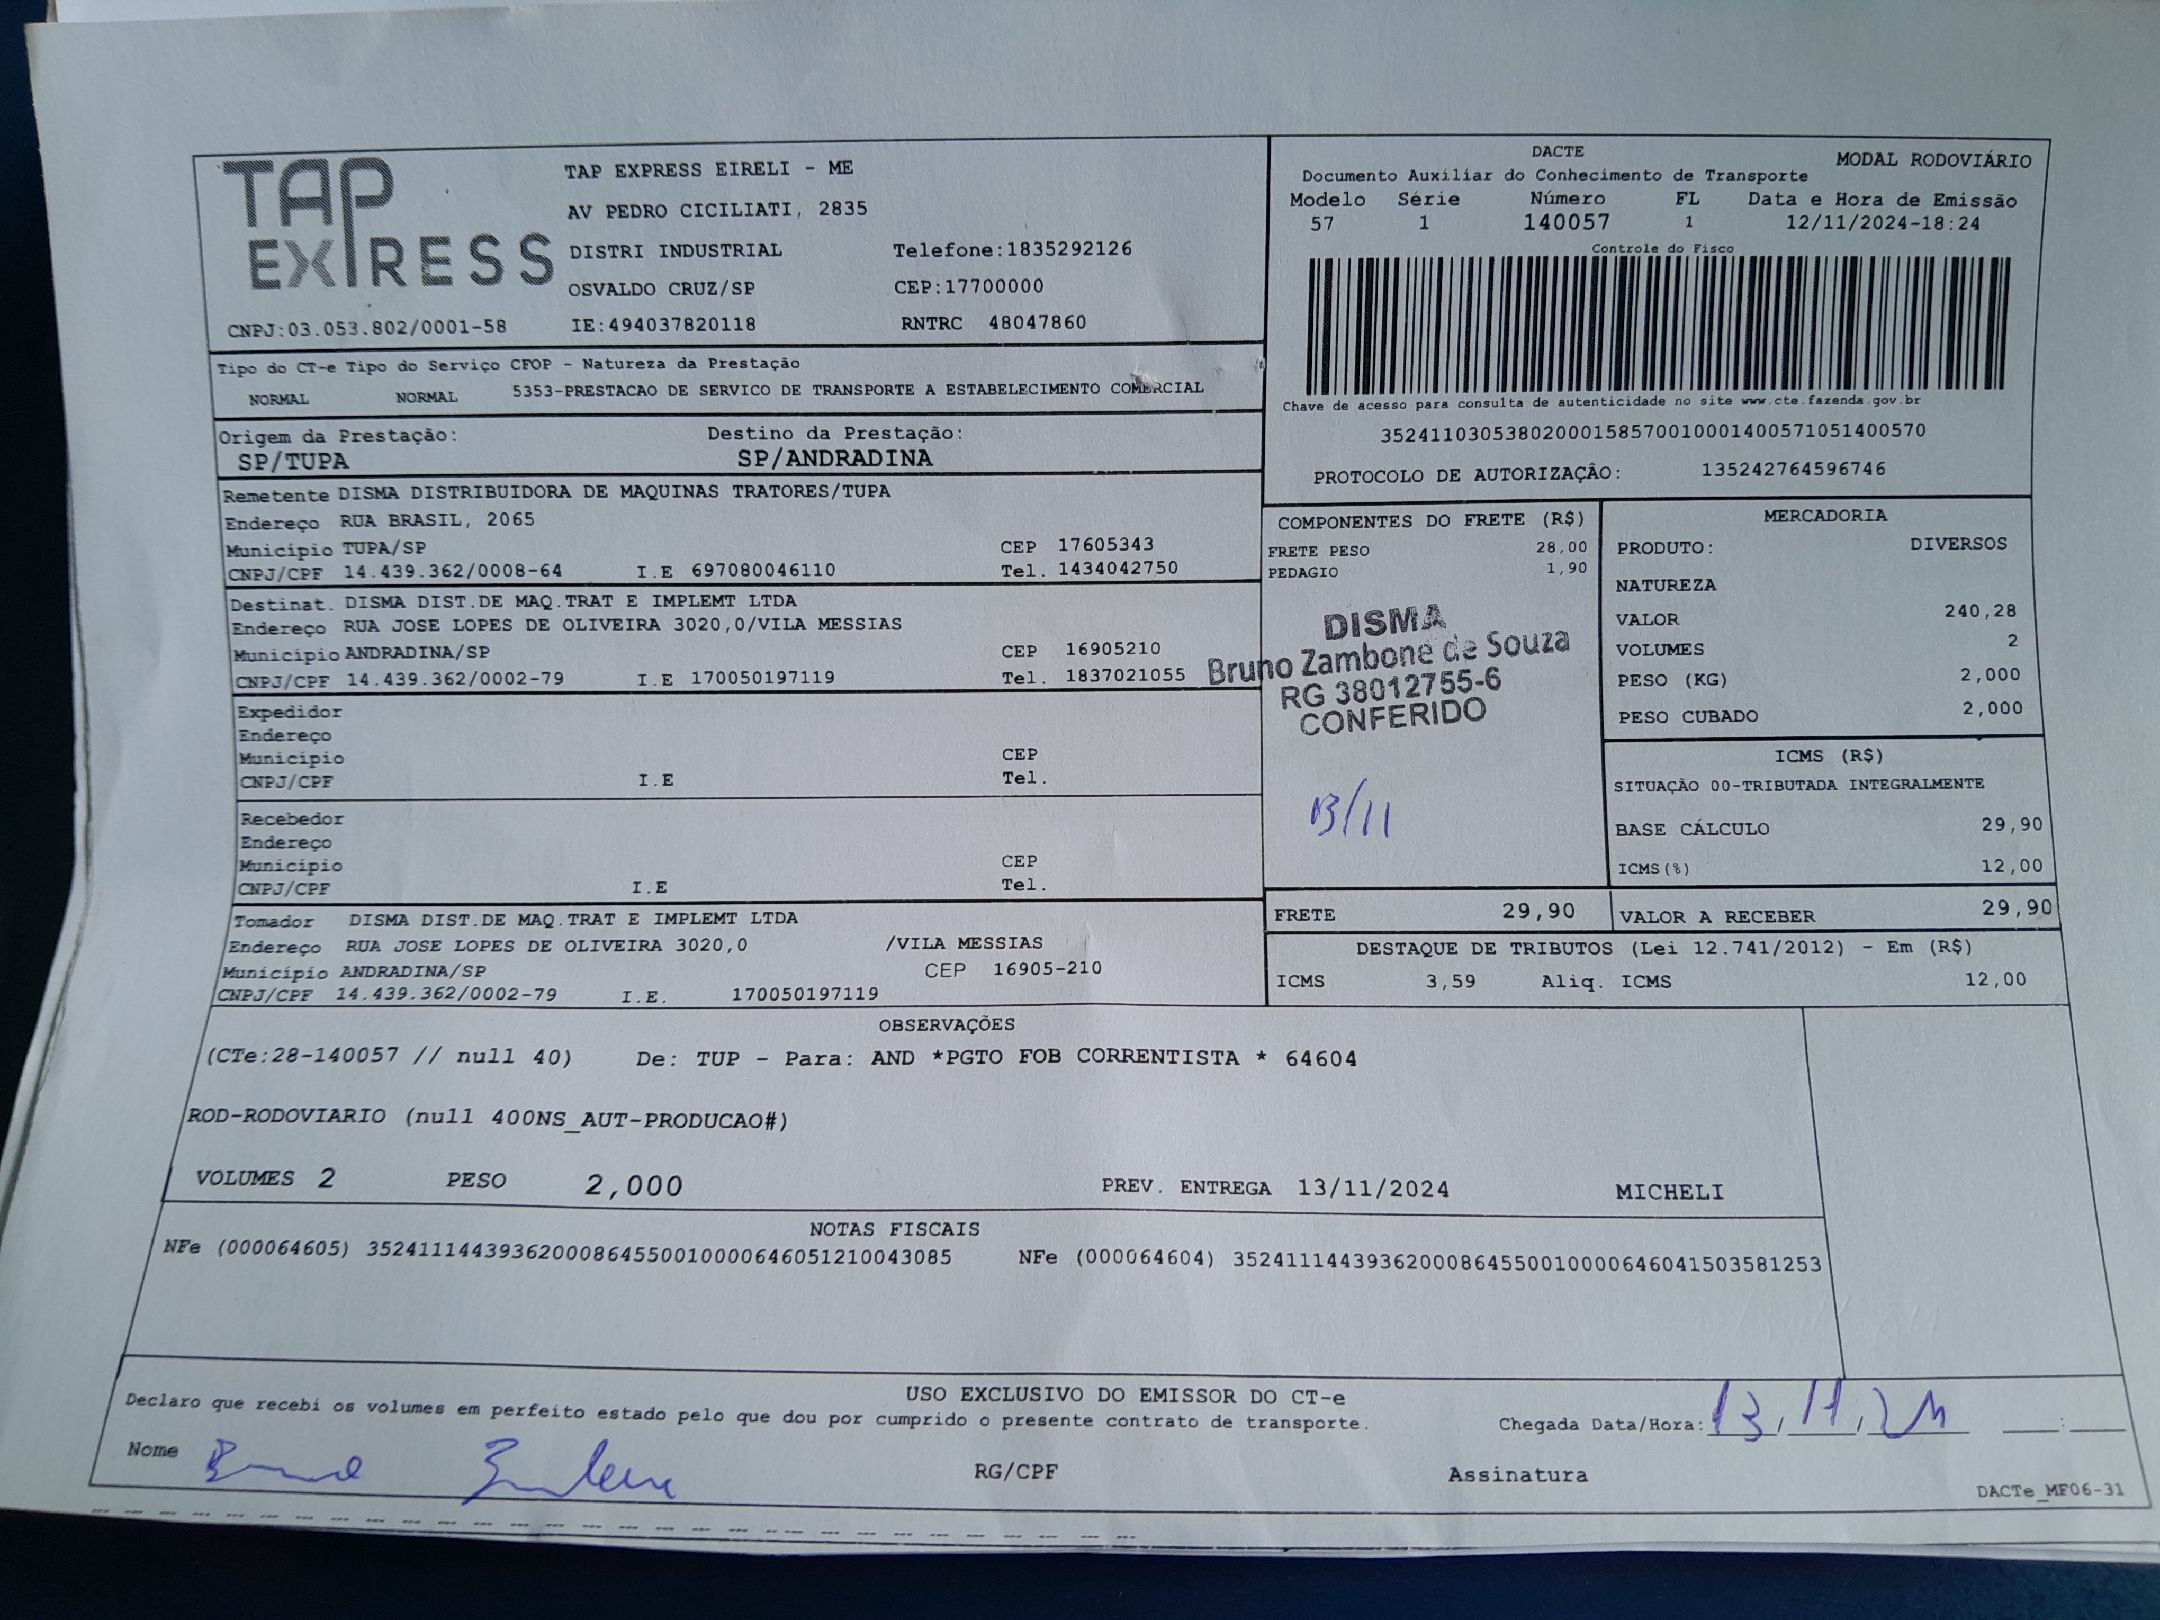 TAP
EXPRESS
TAP EXPRESS EIRELI - ME
AV PEDRO CICILIATI, 2835
DISTRI INDUSTRIAL Telefone:1835292126
OSVALDO CRUZ/SP CEP:17700000
CNPJ:03.053.802/0001-58 IE:494037820118 RNTRC 48047860
DACTE
MODAL RODOVIÁRIO
Documento Auxiliar do Conhecimento de Transporte
Modelo Série Número FL Data e Hora de Emissão
57 1 140057 1 12/11/2024-18:24
Controle do Fisco
Chave de acesso para consulta de autenticidade no site www.cte.fazenda.gov.br
35241103053802000158570010001400571051400570
PROTOCOLO DE AUTORIZAÇÃO: 135242764596746
Tipo do CT-e Tipo do Serviço CFOP - Natureza da Prestação
NORMAL NORMAL 5353-PRESTACAO DE SERVICO DE TRANSPORTE A ESTABELECIMENTO COMERCIAL
Origem da Prestação: Destino da Prestação:
SP/TUPA SP/ANDRADINA
Remetente DISMA DISTRIBUIDORA DE MAQUINAS TRATORES/TUPA
Endereço RUA BRASIL, 2065
Município TUPA/SP CEP 17605343
CNPJ/CPF 14.439.362/0008-64 I.E 697080046110 Tel. 1434042750
Destinat. DISMA DIST.DE MAQ.TRAT E IMPLEMT LTDA
Endereço RUA JOSE LOPES DE OLIVEIRA 3020,0/VILA MESSIAS
Município ANDRADINA/SP CEP 16905210
CNPJ/CPF 14.439.362/0002-79 I.E 170050197119 Tel. 1837021055
Expedidor
Endereço
Município CEP
CNPJ/CPF I.E Tel.
Recebedor
Endereço
Município CEP
CNPJ/CPF I.E Tel.
Tomador DISMA DIST.DE MAQ.TRAT E IMPLEMT LTDA
Endereço RUA JOSE LOPES DE OLIVEIRA 3020,0 /VILA MESSIAS
Município ANDRADINA/SP CEP 16905-210
CNPJ/CPF 14.439.362/0002-79 I.E. 170050197119
COMPONENTES DO FRETE (R$)
FRETE PESO 28,00
PEDAGIO 1,90
DISMA
Bruno Zambone de Souza
RG 38012755-6
CONFERIDO
13/11
MERCADORIA
PRODUTO: DIVERSOS
NATUREZA
VALOR 240,28
VOLUMES 2
PESO (KG) 2,000
PESO CUBADO 2,000
ICMS (R$)
SITUAÇÃO 00-TRIBUTADA INTEGRALMENTE
BASE CÁLCULO 29,90
ICMS(%) 12,00
FRETE 29,90 VALOR A RECEBER 29,90
DESTAQUE DE TRIBUTOS (Lei 12.741/2012) - Em (R$)
ICMS 3,59 Aliq. ICMS 12,00
OBSERVAÇÕES
(CTe:28-140057 // null 40) De: TUP - Para: AND *PGTO FOB CORRENTISTA * 64604
ROD-RODOVIARIO (null 400NS_AUT-PRODUCAO#)
VOLUMES 2 PESO 2,000 PREV. ENTREGA 13/11/2024 MICHELI
NOTAS FISCAIS
NFe (000064605) 35241114439362000864550010000646051210043085 NFe (000064604) 35241114439362000864550010000646041503581253
USO EXCLUSIVO DO EMISSOR DO CT-e
Declaro que recebi os volumes em perfeito estado pelo que dou por cumprido o presente contrato de transporte.
Chegada Data/Hora: 13/11/24 :
Nome Bruno RG/CPF Assinatura
DACTe_MF06-31